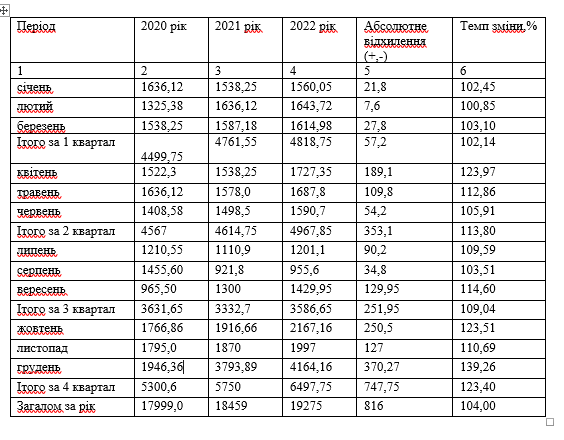 Період 2020 рік 2021 рік 2022 рік Абсолютне відхилення (+,-) Темп зміни,%
1 2 3 4 5 6
січень 1636,12 1538,25 1560,05 21,8 102,45
лютий 1325,38 1636,12 1643,72 7,6 100,85
березень 1538,25 1587,18 1614,98 27,8 103,10
Ітого за 1 квартал 4499,75 4761,55 4818,75 57,2 102,14
квітень 1522,3 1538,25 1727,35 189,1 123,97
травень 1636,12 1578,0 1687,8 109,8 112,86
червень 1408,58 1498,5 1590,7 54,2 105,91
Ітого за 2 квартал 4567 4614,75 4967,85 353,1 113,80
липень 1210,55 1110,9 1201,1 90,2 109,59
серпень 1455,60 921,8 955,6 34,8 103,51
вересень 965,50 1300 1429,95 129,95 114,60
Ітого за 3 квартал 3631,65 3332,7 3586,65 251,95 109,04
жовтень 1766,86 1916,66 2167,16 250,5 123,51
листопад 1795,0 1870 1997 127 110,69
грудень 1946,36 3793,89 4164,16 370,27 139,26
Ітого за 4 квартал 5300,6 5750 6497,75 747,75 123,40
Загалом за рік 17999,0 18459 19275 816 104,00